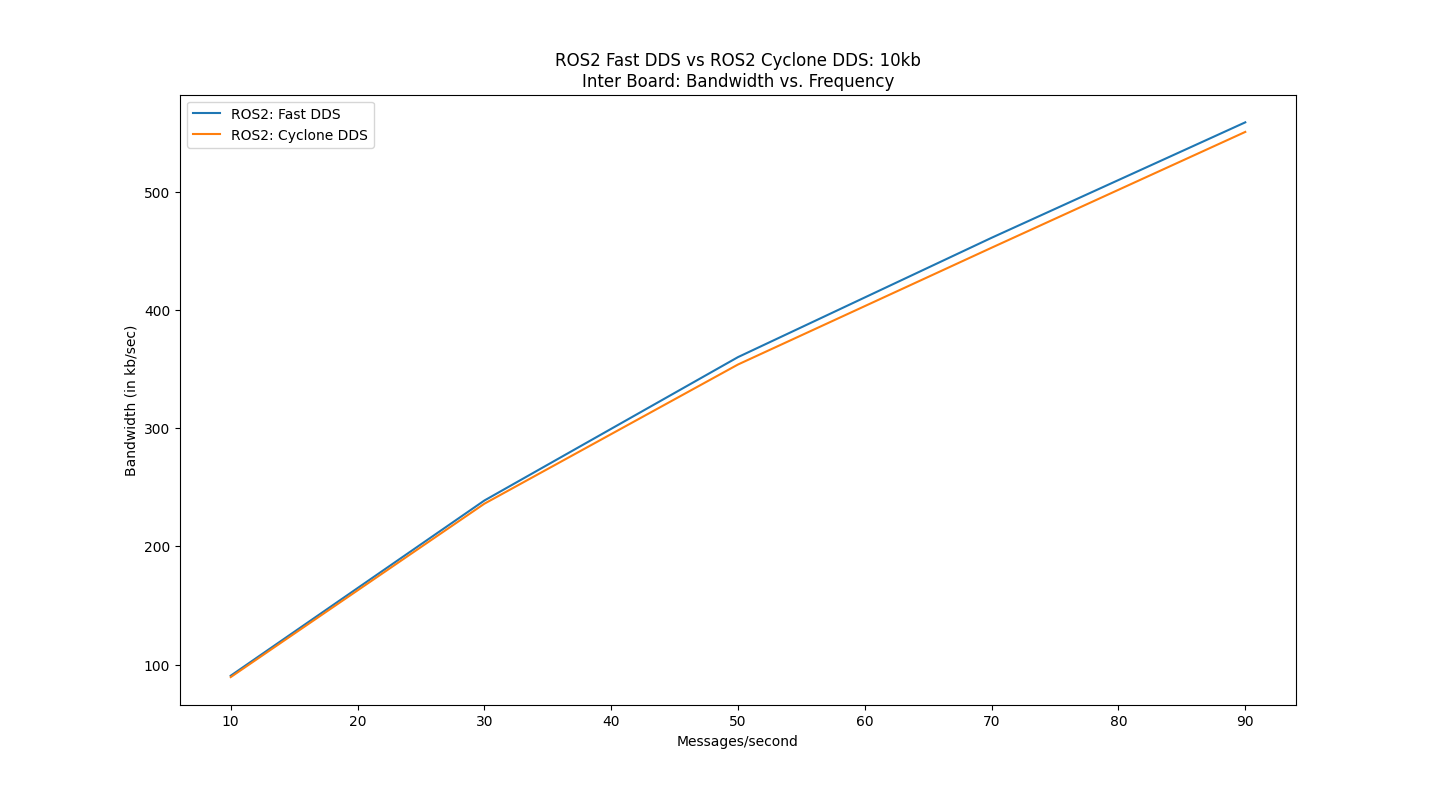 ROS2 Fast DDS vs ROS2 Cyclone DDS: 10kb
Inter Board: Bandwidth vs. Frequency
ROS2: Fast DDS
ROS2: Cyclone DDS
500
400
300
200
100
Bandwidth (in kb/sec)
10 20 30 40 50 60 70 80 90
Messages/second